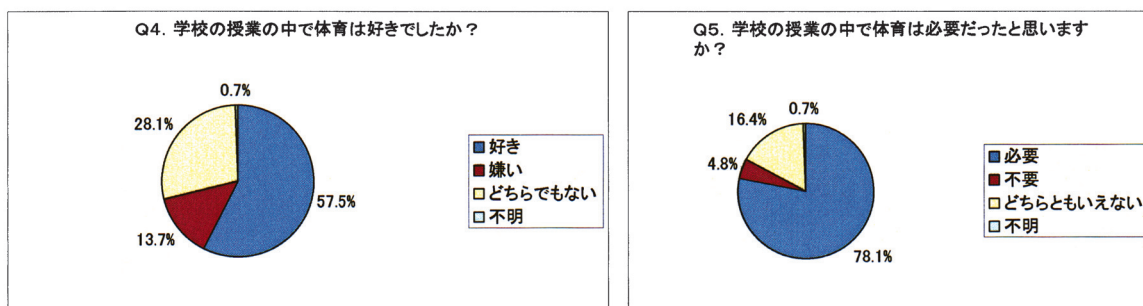 Q4. 学校の授業の中で体育は好きでしたか？
0.7%
28.1%
57.5%
13.7%
好き
嫌い
どちらでもない
不明
Q5. 学校の授業の中で体育は必要だったと思います
か？
0.7%
16.4%
4.8%
78.1%
必要
不要
どちらともいえない
不明